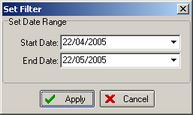 Set Filter
Set Date Range
Start Date: 22/04/2005
End Date: 22/05/2005
Apply Cancel